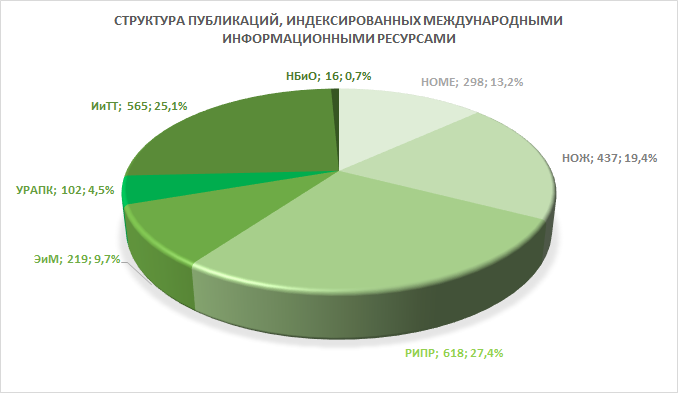 СТРУКТУРА ПУБЛИКАЦИЙ, ИНДЕКСИРОВАННЫХ МЕЖДУНАРОДНЫМИ
ИНФОРМАЦИОННЫМИ РЕСУРСАМИ
НБиО; 16; 0,7%
НОМЕ; 298; 13,2%
ИиТТ; 565; 25,1%
НОЖ; 437; 19,4%
УРАПК; 102; 4,5%
ЭиМ; 219; 9,7%
РИПР; 618; 27,4%